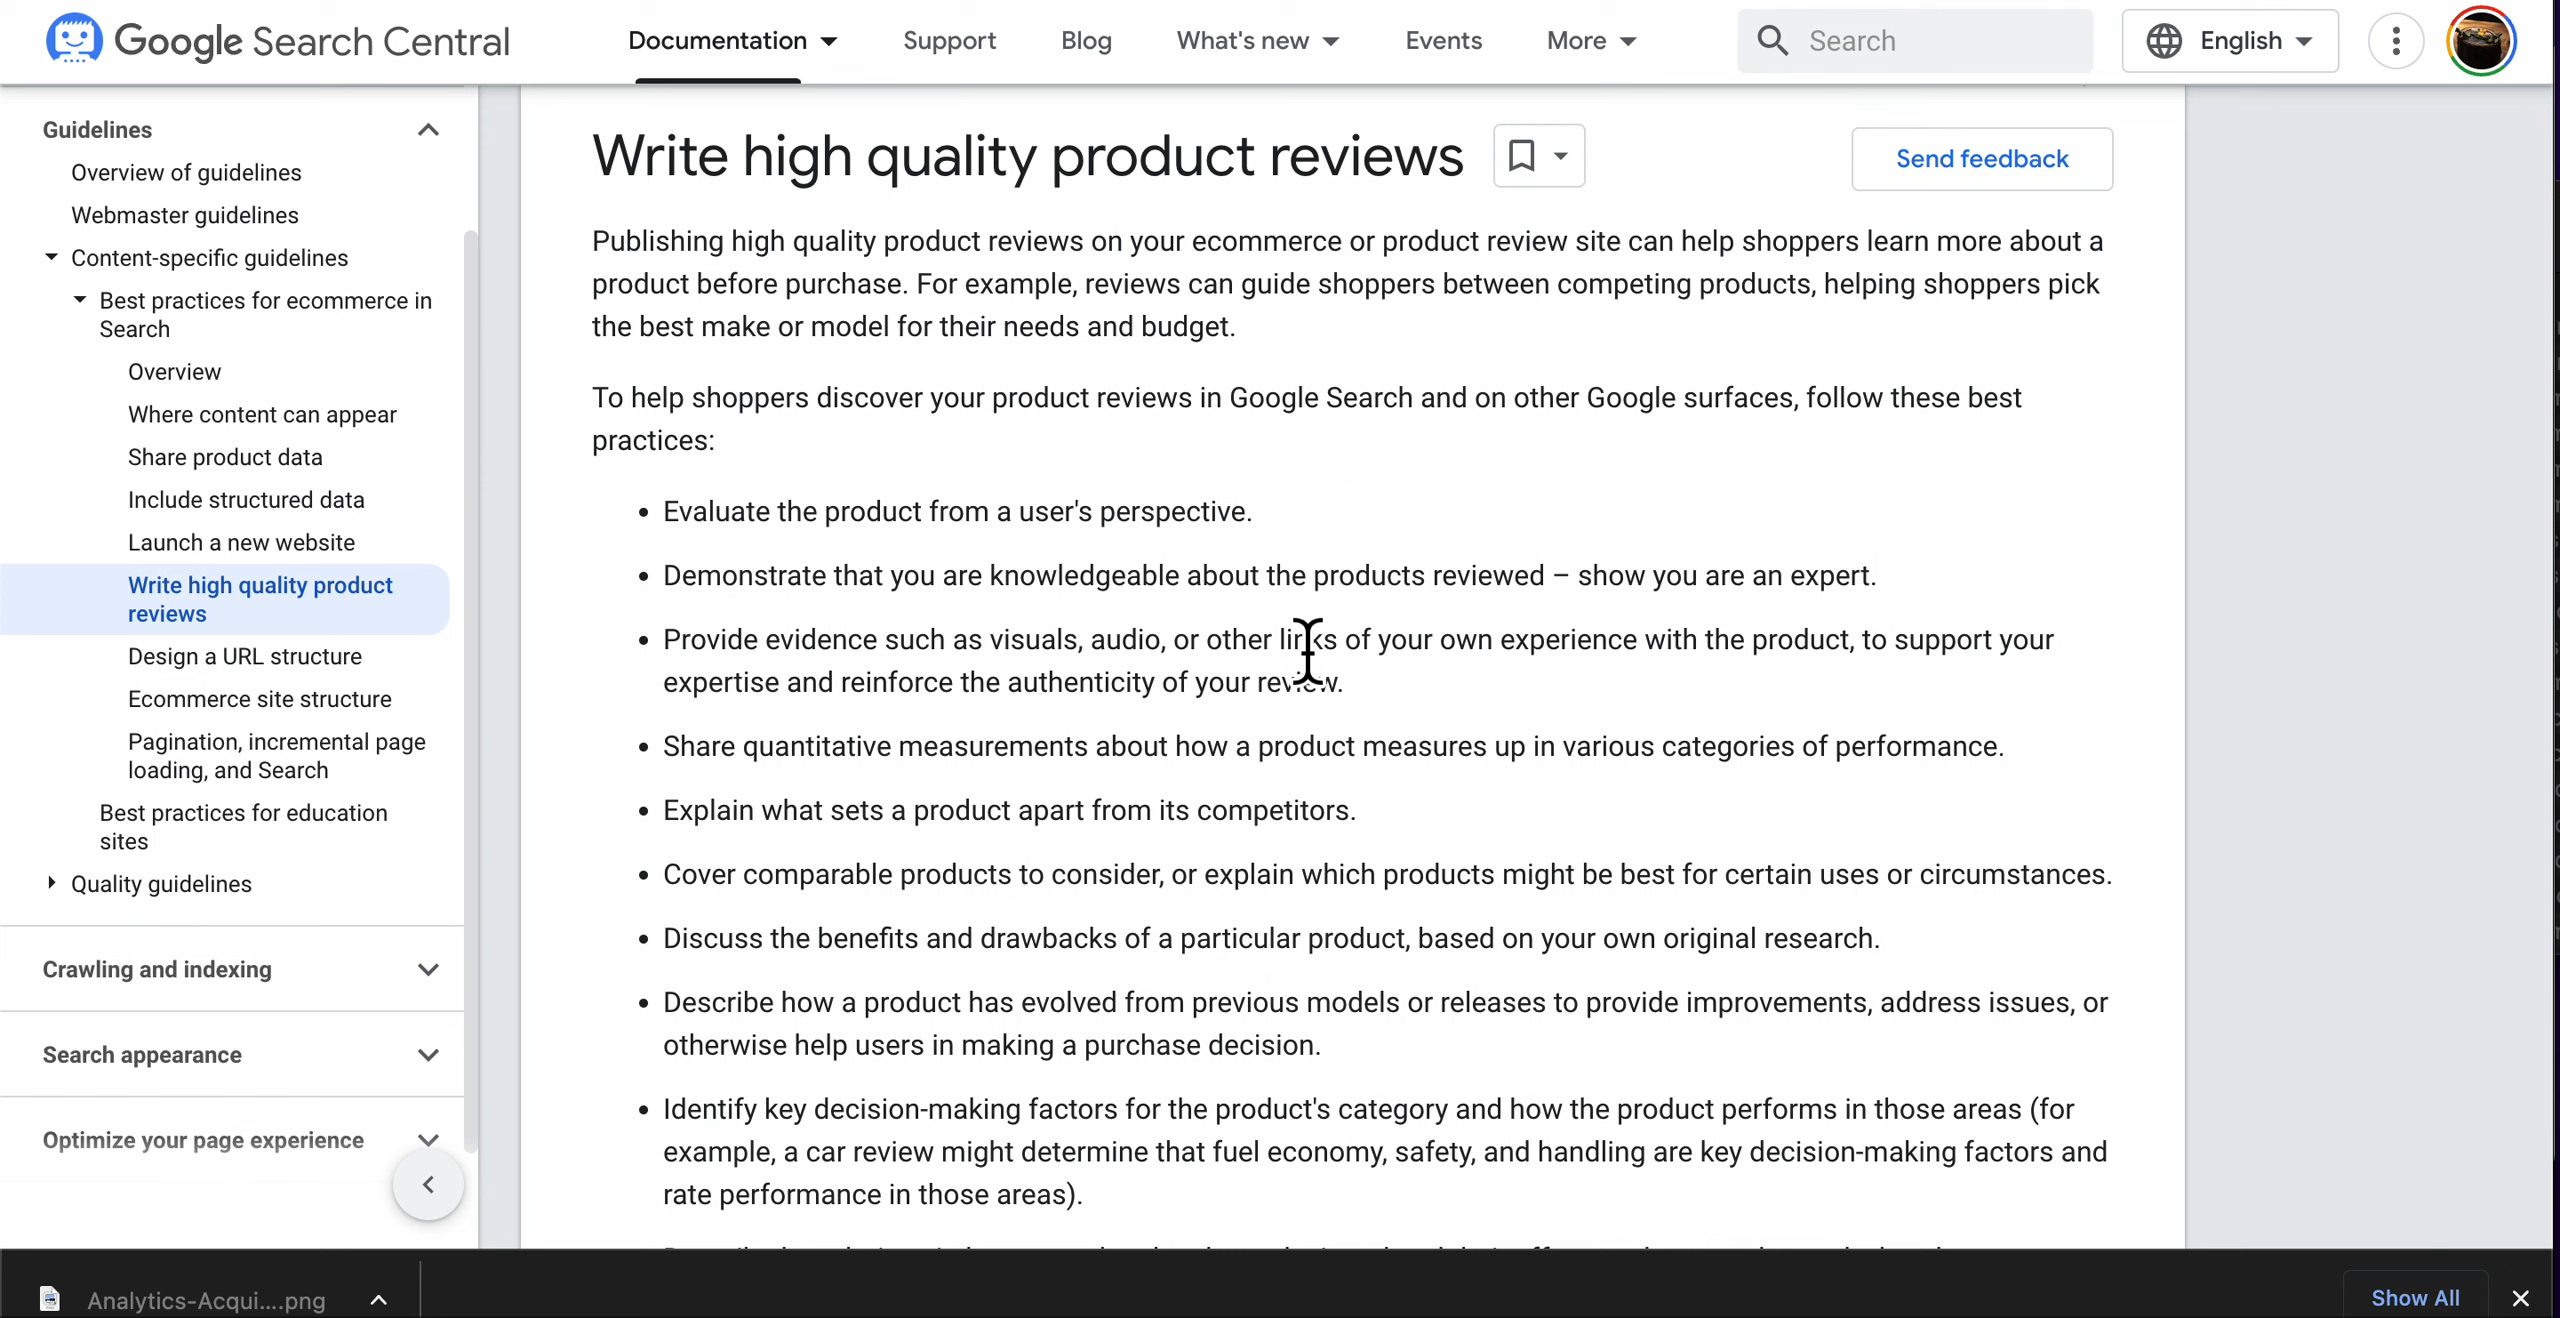 Google Search Central
Documentation
Support
Blog
What's new
Events
More
Search
English
Guidelines
Overview of guidelines
Webmaster guidelines
Content-specific guidelines
Best practices for ecommerce in
Search
Overview
Where content can appear
Share product data
Include structured data
Launch a new website
Write high quality product
reviews
Design a URL structure
Ecommerce site structure
Pagination, incremental page
loading, and Search
Best practices for education
sites
Quality guidelines
Crawling and indexing
Search appearance
Optimize your page experience
Write high quality product reviews
Send feedback
Publishing high quality product reviews on your ecommerce or product review site can help shoppers learn more about a
product before purchase. For example, reviews can guide shoppers between competing products, helping shoppers pick
the best make or model for their needs and budget.
To help shoppers discover your product reviews in Google Search and on other Google surfaces, follow these best
practices:
• Evaluate the product from a user's perspective.
• Demonstrate that you are knowledgeable about the products reviewed – show you are an expert.
• Provide evidence such as visuals, audio, or other links of your own experience with the product, to support your
expertise and reinforce the authenticity of your review.
• Share quantitative measurements about how a product measures up in various categories of performance.
• Explain what sets a product apart from its competitors.
• Cover comparable products to consider, or explain which products might be best for certain uses or circumstances.
• Discuss the benefits and drawbacks of a particular product, based on your own original research.
• Describe how a product has evolved from previous models or releases to provide improvements, address issues, or
otherwise help users in making a purchase decision.
• Identify key decision-making factors for the product's category and how the product performs in those areas (for
example, a car review might determine that fuel economy, safety, and handling are key decision-making factors and
rate performance in those areas).
Analytics-Acqui....png
Show All